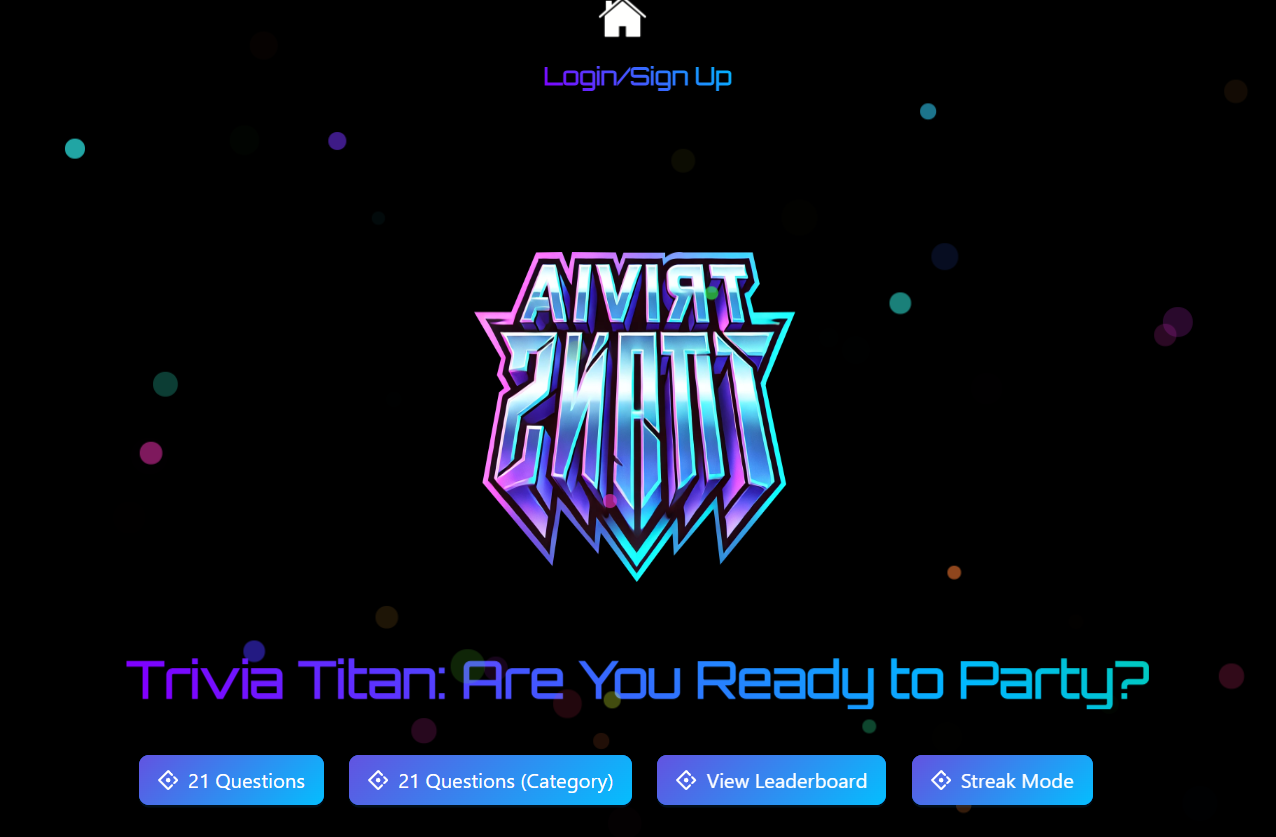 Login/Sign Up
TRIVIA
TITANS
Trivia Titan: Are You Ready to Party?
21 Questions
21 Questions (Category)
View Leaderboard
Streak Mode